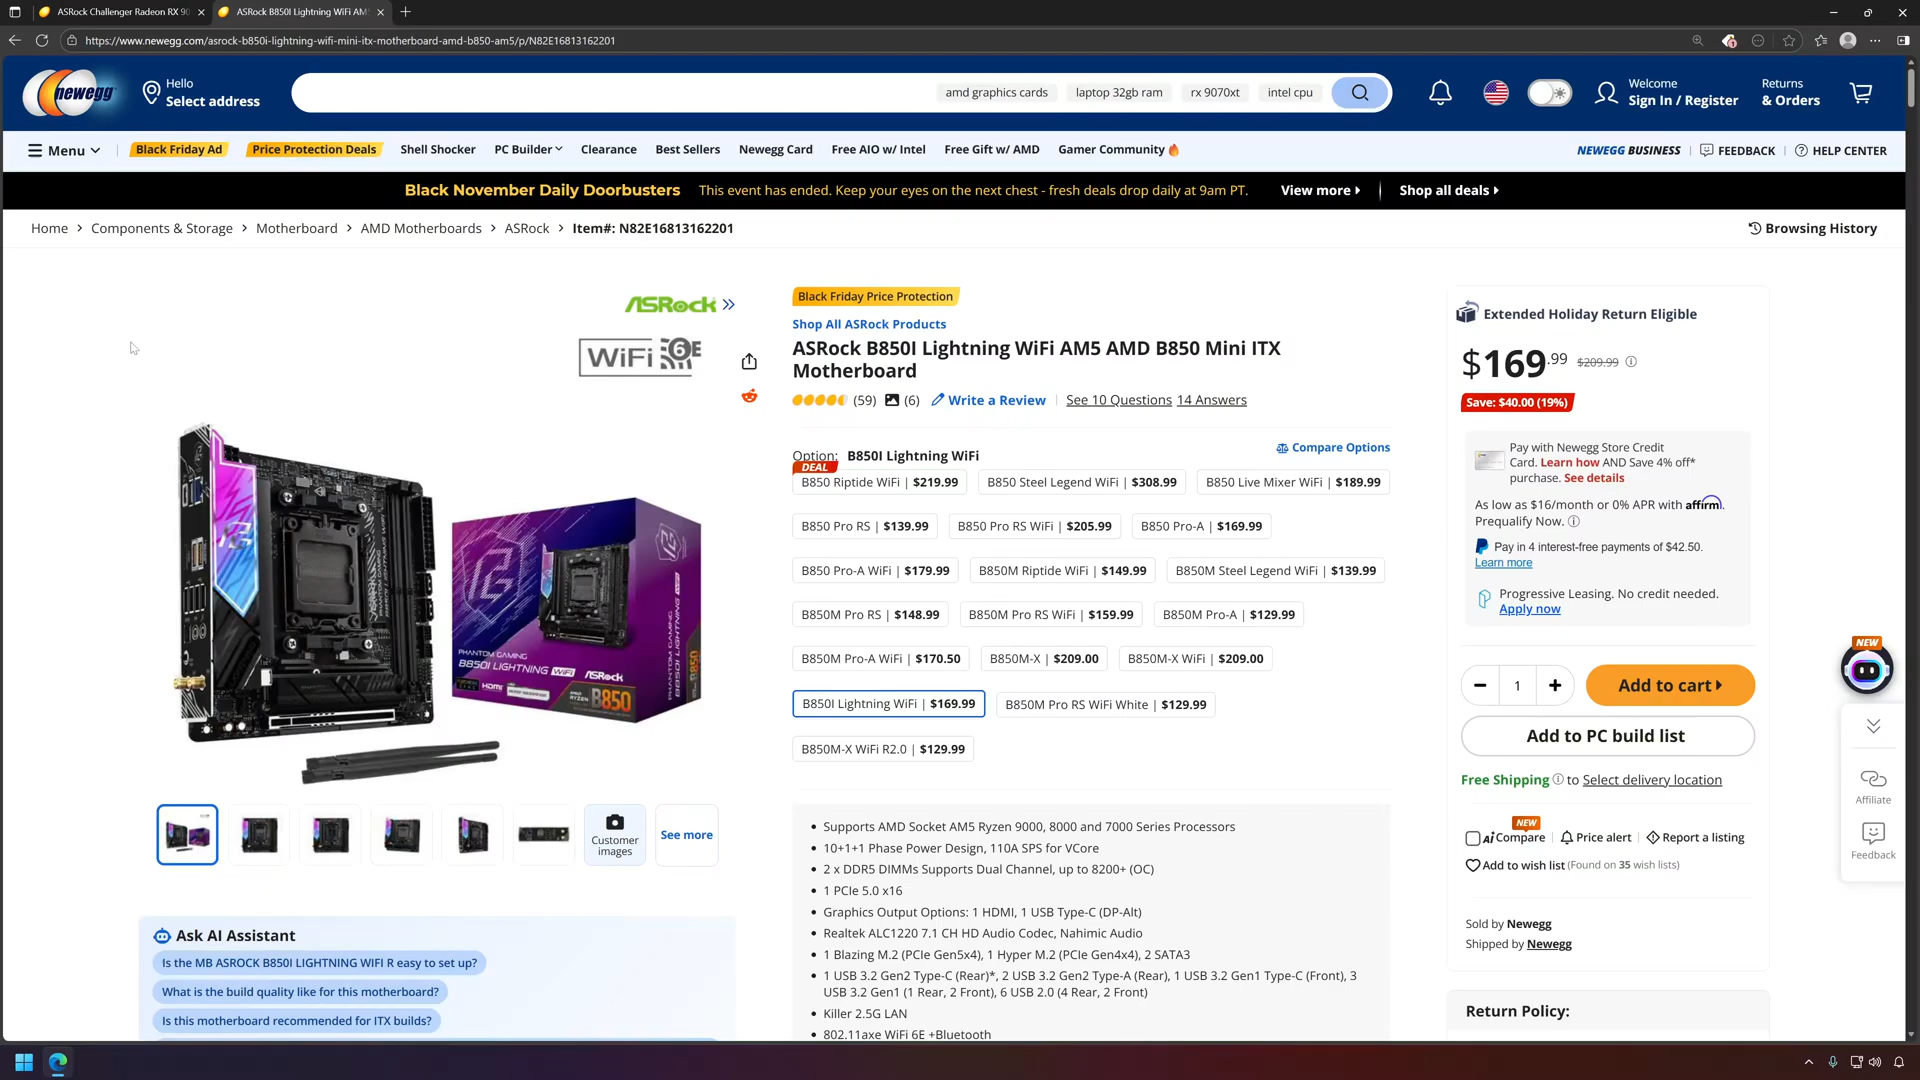 ASRock Challenger Radeon RX 90
ASRock B850I Lightning WiFi AM5
https://www.newegg.com/asrock-b850i-lightning-wifi-mini-itx-motherboard-amd-b850-am5/p/N82E16813162201
newegg
Hello
Select address
amd graphics cards
laptop 32gb ram
rx 9070xt
intel cpu
Welcome
Sign In / Register
Returns
& Orders
Menu
Black Friday Ad
Price Protection Deals
Shell Shocker
PC Builder
Clearance
Best Sellers
Newegg Card
Free AIO w/ Intel
Free Gift w/ AMD
Gamer Community
NEWEGG BUSINESS
FEEDBACK
HELP CENTER
Black November Daily Doorbusters
This event has ended. Keep your eyes on the next chest - fresh deals drop daily at 9am PT.
View more
Shop all deals
Home > Components & Storage > Motherboard > AMD Motherboards > ASRock > Item#: N82E16813162201
Browsing History
ASRock
WiFi 6E
PHANTOM GAMING
B850I LIGHTNING WiFi
ASRock
HDMI
AMD
RYZEN
B850
Black Friday Price Protection
Shop All ASRock Products
ASRock B850I Lightning WiFi AM5 AMD B850 Mini ITX
Motherboard
(59) (6) Write a Review See 10 Questions 14 Answers
Option: B850I Lightning WiFi
Compare Options
DEAL
B850 Riptide WiFi | $219.99
B850 Steel Legend WiFi | $308.99
B850 Live Mixer WiFi | $189.99
B850 Pro RS | $139.99
B850 Pro RS WiFi | $205.99
B850 Pro-A | $169.99
B850 Pro-A WiFi | $179.99
B850M Riptide WiFi | $149.99
B850M Steel Legend WiFi | $139.99
B850M Pro RS | $148.99
B850M Pro RS WiFi | $159.99
B850M Pro-A | $129.99
B850M Pro-A WiFi | $170.50
B850M-X | $209.00
B850M-X WiFi | $209.00
B850I Lightning WiFi | $169.99
B850M Pro RS WiFi White | $129.99
B850M-X WiFi R2.0 | $129.99
Supports AMD Socket AM5 Ryzen 9000, 8000 and 7000 Series Processors
10+1+1 Phase Power Design, 110A SPS for VCore
2 x DDR5 DIMMs Supports Dual Channel, up to 8200+ (OC)
1 PCIe 5.0 x16
Graphics Output Options: 1 HDMI, 1 USB Type-C (DP-Alt)
Realtek ALC1220 7.1 CH HD Audio Codec, Nahimic Audio
1 Blazing M.2 (PCIe Gen5x4), 1 Hyper M.2 (PCIe Gen4x4), 2 SATA3
1 USB 3.2 Gen2 Type-C (Rear)*, 2 USB 3.2 Gen2 Type-A (Rear), 1 USB 3.2 Gen1 Type-C (Front), 3
USB 3.2 Gen1 (1 Rear, 2 Front), 6 USB 2.0 (4 Rear, 2 Front)
Killer 2.5G LAN
802.11axe WiFi 6E +Bluetooth
Customer
images
See more
Ask AI Assistant
Is the MB ASROCK B850I LIGHTNING WIFI R easy to set up?
What is the build quality like for this motherboard?
Is this motherboard recommended for ITX builds?
Extended Holiday Return Eligible
$169.99 $209.99
Save: $40.00 (19%)
Pay with Newegg Store Credit
Card. Learn how AND Save 4% off*
purchase. See details
As low as $16/month or 0% APR with affirm.
Prequalify Now.
Pay in 4 interest-free payments of $42.50.
Learn more
Progressive Leasing. No credit needed.
Apply now
1
Add to cart
Add to PC build list
Free Shipping to Select delivery location
NEW
Ai Compare
Price alert
Report a listing
Add to wish list (Found on 35 wish lists)
Sold by Newegg
Shipped by Newegg
Return Policy:
NEW
Affiliate
Feedback